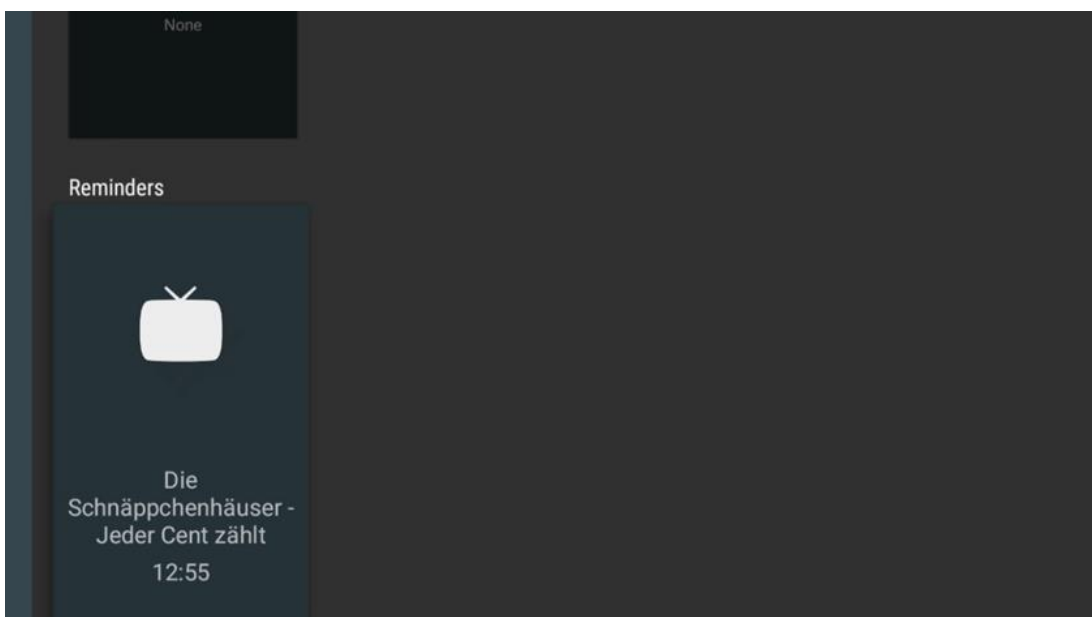 None
Reminders
Die
Schnäppchenhäuser -
Jeder Cent zählt
12:55